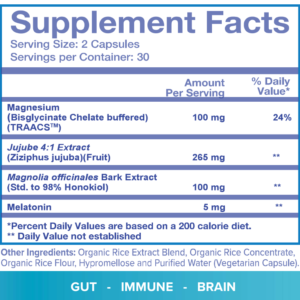 Supplement Facts
Serving Size: 2 Capsules
Servings per Container: 30
Amount Per Serving
% Daily Value*
Magnesium
(Bisglycinate Chelate buffered) 100 mg 24%
(TRAACS™)
Jujube 4:1 Extract
(Ziziphus jujuba)(Fruit) 265 mg **
Magnolia officinales Bark Extract
(Std. to 98% Honokiol) 100 mg **
Melatonin 5 mg **
*Percent Daily Values are based on a 200 calorie diet.
** Daily Value not established
Other Ingredients: Organic Rice Extract Blend, Organic Rice Concentrate,
Organic Rice Flour, Hypromellose and Purified Water (Vegetarian Capsule).
GUT - IMMUNE - BRAIN